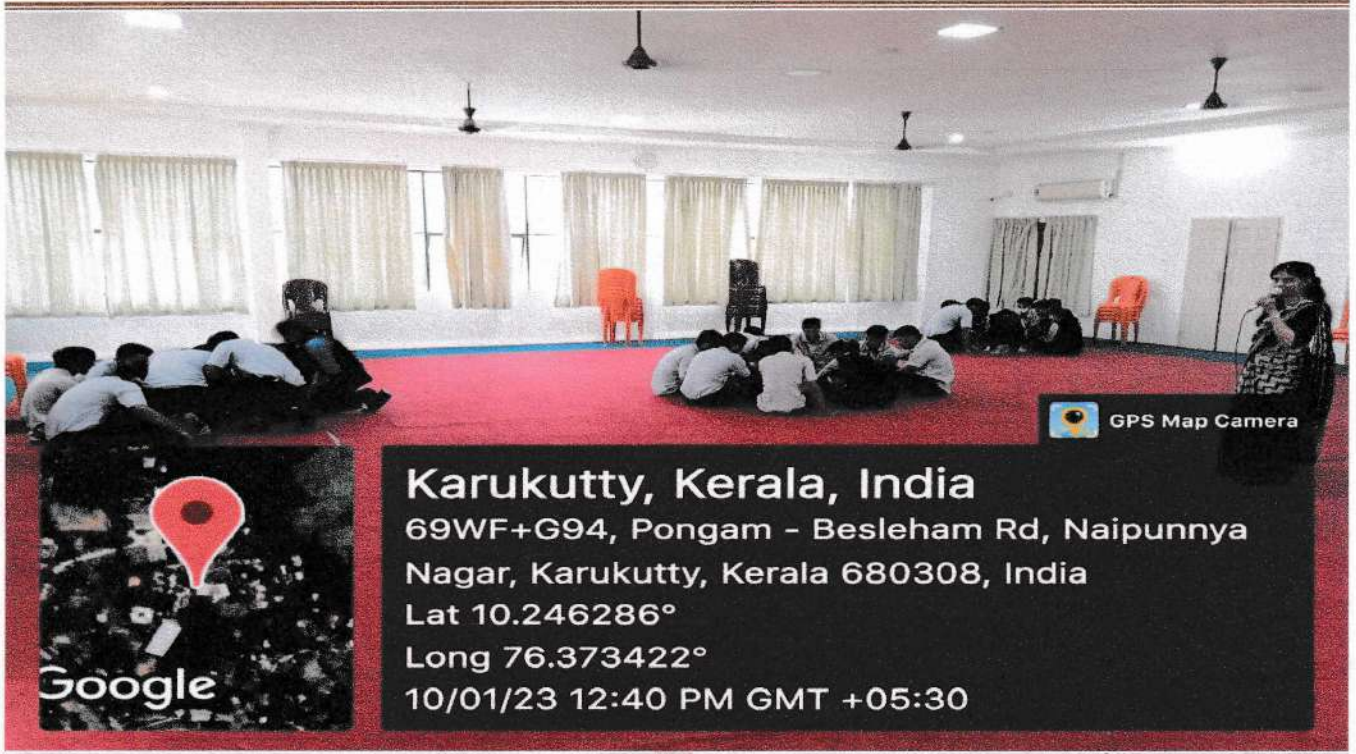 GPS Map Camera
Karukutty, Kerala, India
69WF+G94, Pongam - Besleham Rd, Naipunnya
Nagar, Karukutty, Kerala 680308, India
Lat 10.246286°
Long 76.373422°
10/01/23 12:40 PM GMT +05:30
Google